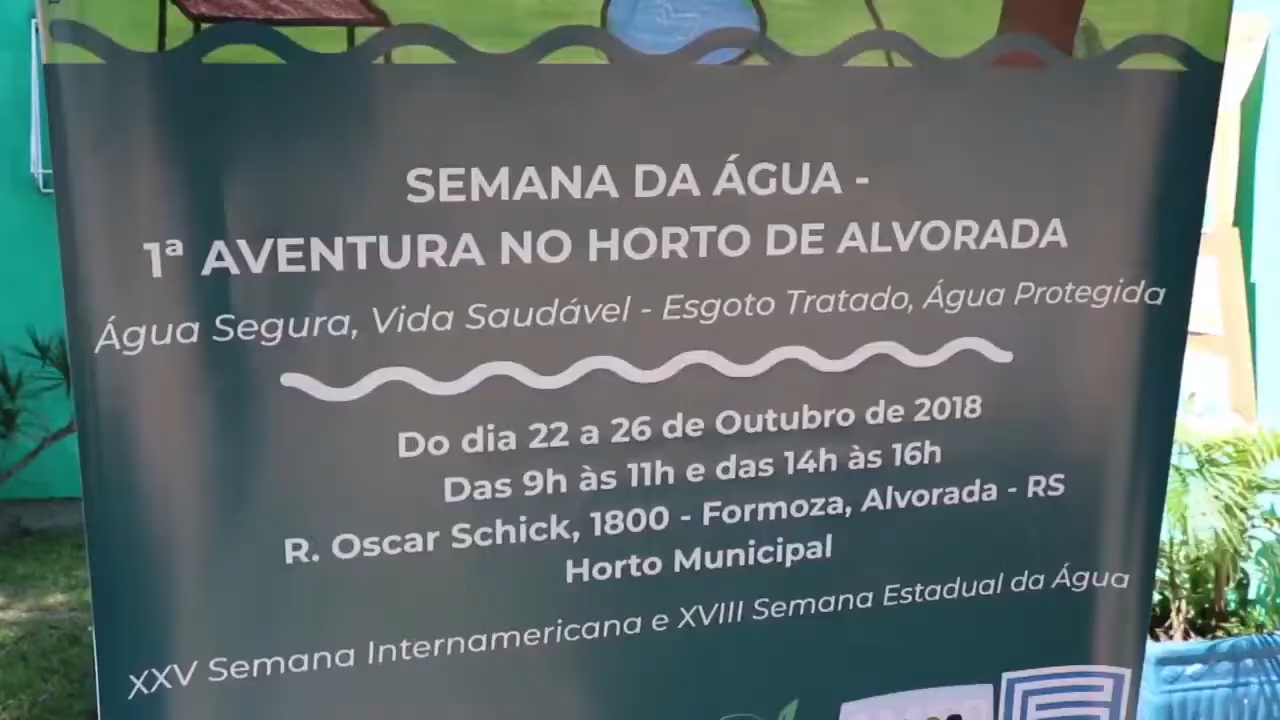 SEMANA DA ÁGUA -
1ª AVENTURA NO HORTO DE ALVORADA
Água Segura, Vida Saudável - Esgoto Tratado, Água Protegida
Do dia 22 a 26 de Outubro de 2018
Das 9h às 11h e das 14h às 16h
R. Oscar Schick, 1800 - Formoza, Alvorada - RS
Horto Municipal
XXV Semana Internamericana e XVIII Semana Estadual da Água